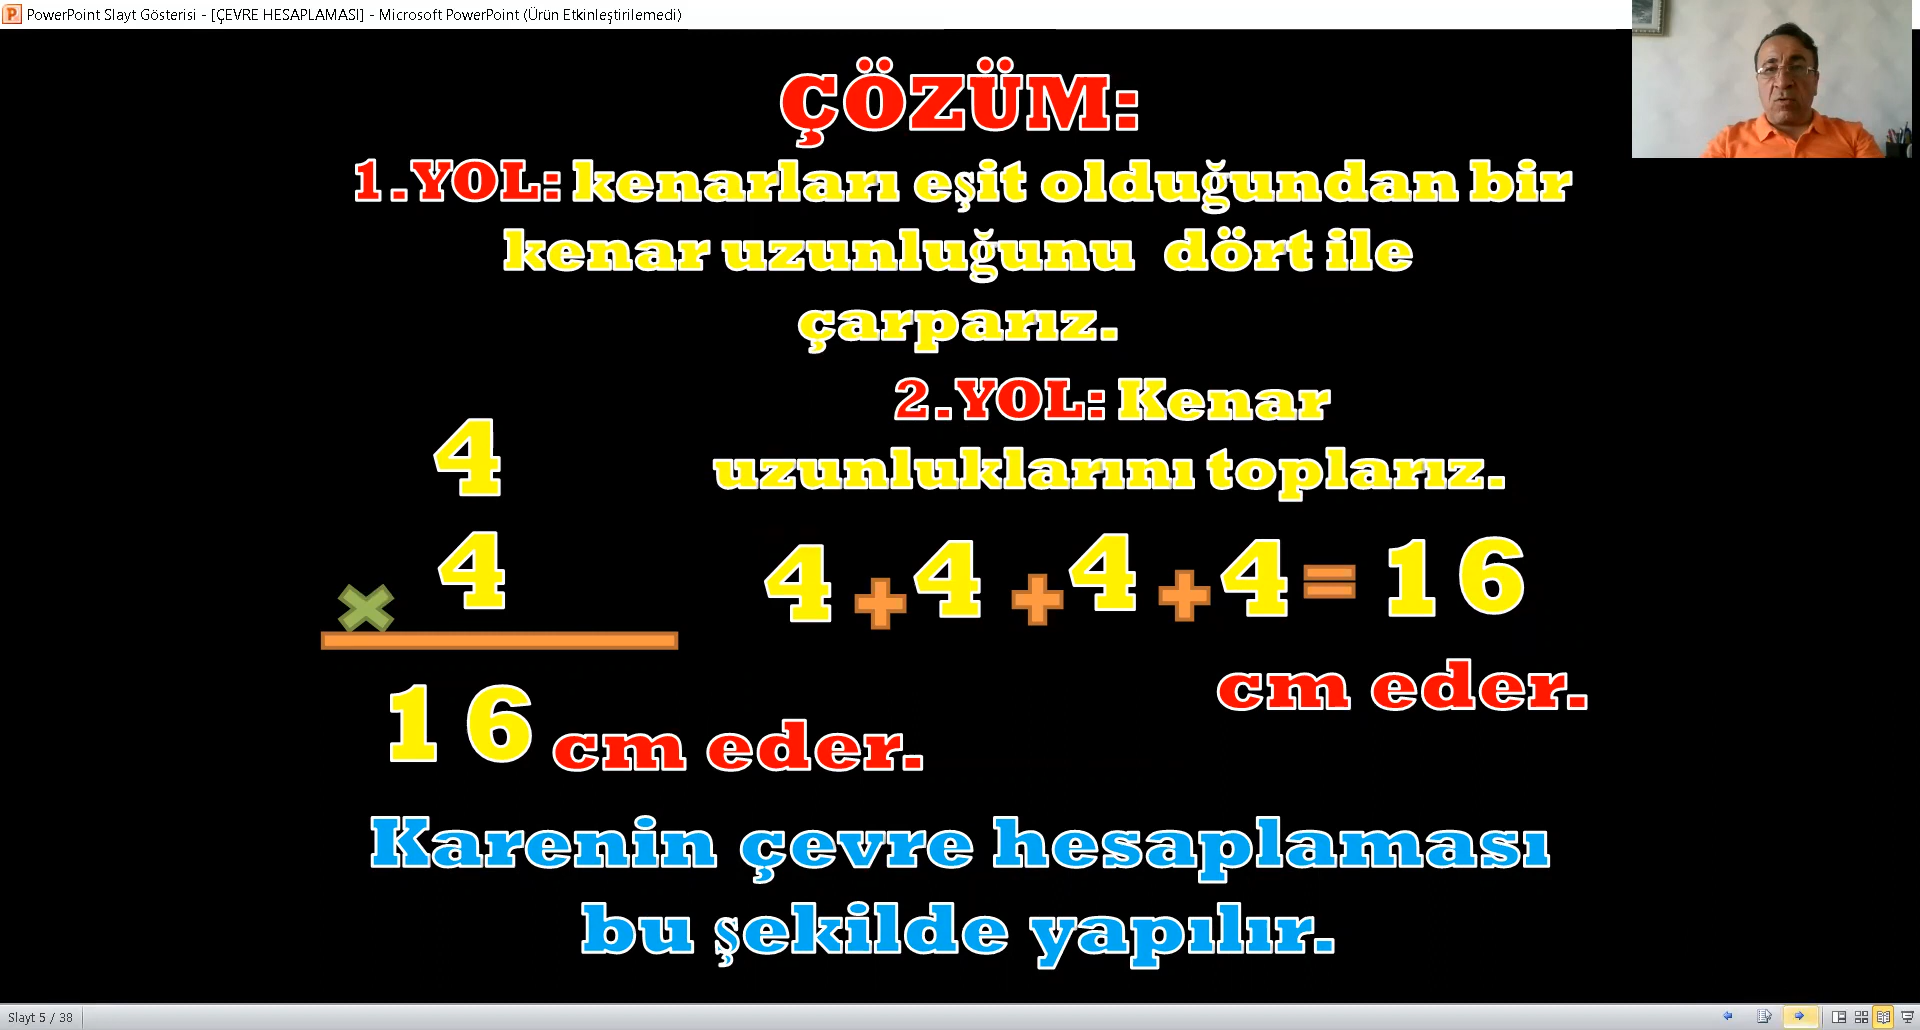 PowerPoint Slayt Gösterisi - [ÇEVRE HESAPLAMASI] - Microsoft PowerPoint (Ürün Etkinleştirilemedi)
ÇÖZÜM:
1.YOL: kenarları eşit olduğundan bir
kenar uzunluğunu dört ile
çarparız.
2.YOL: Kenar
uzunluklarını toplarız.
4
4
×
16 cm eder.
4 + 4 + 4 + 4 = 16
cm eder.
Karenin çevre hesaplaması
bu şekilde yapılır.
Slayt 5 / 38